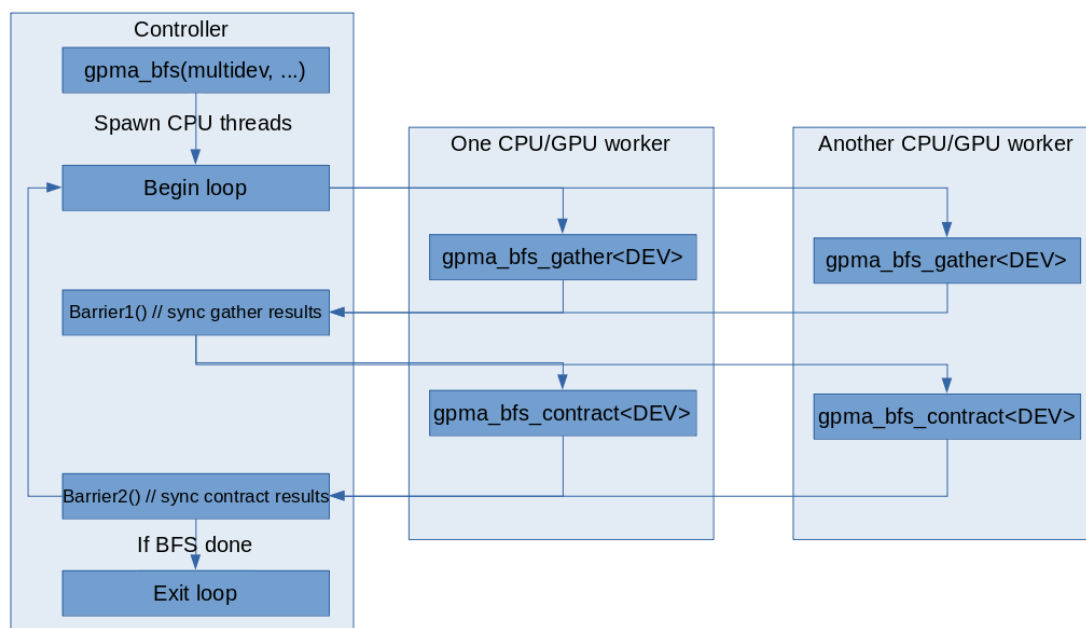 Controller
gpma_bfs(multidev, ...)
Spawn CPU threads
One CPU/GPU worker
Another CPU/GPU worker
Begin loop
gpma_bfs_gather<DEV>
gpma_bfs_gather<DEV>
Barrier1() // sync gather results
gpma_bfs_contract<DEV>
gpma_bfs_contract<DEV>
Barrier2() // sync contract results
If BFS done
Exit loop